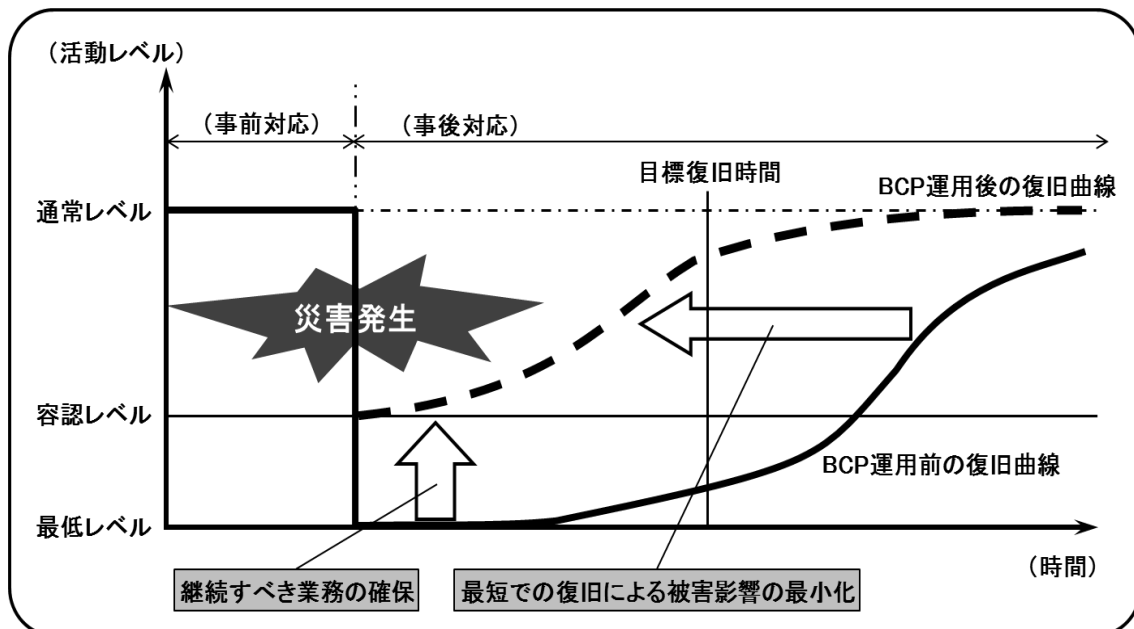 (活動レベル)
(事前対応)
(事後対応)
目標復旧時間
BCP運用後の復旧曲線
通常レベル
災害発生
容認レベル
BCP運用前の復旧曲線
最低レベル
(時間)
継続すべき業務の確保
最短での復旧による被害影響の最小化